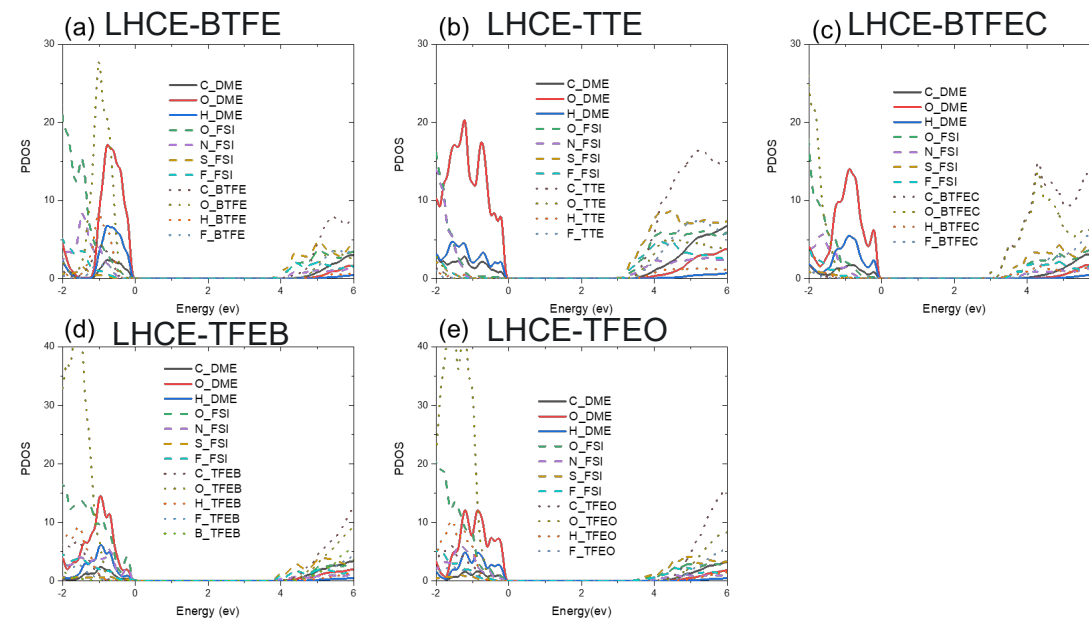 (a) LHCE-BTFE
30
20
10
0
-2 0 2 4 6
PDOS
Energy (ev)
C_DME
O_DME
H_DME
O_FSI
N_FSI
S_FSI
F_FSI
C_BTFE
O_BTFE
H_BTFE
F_BTFE
(b) LHCE-TTE
30
20
10
0
-2 0 2 4 6
PDOS
Energy (ev)
C_DME
O_DME
H_DME
O_FSI
N_FSI
S_FSI
F_FSI
C_TTE
O_TTE
H_TTE
F_TTE
(c) LHCE-BTFEC
30
20
10
0
-2 0 2 4 6
PDOS
Energy (ev)
C_DME
O_DME
H_DME
O_FSI
N_FSI
S_FSI
F_FSI
C_BTFEC
O_BTFEC
H_BTFEC
F_BTFEC
(d) LHCE-TFEB
40
30
20
10
0
-2 0 2 4 6
PDOS
Energy (ev)
C_DME
O_DME
H_DME
O_FSI
N_FSI
S_FSI
F_FSI
C_TFEB
O_TFEB
H_TFEB
F_TFEB
B_TFEB
(e) LHCE-TFEO
40
30
20
10
0
-2 0 2 4 6
PDOS
Energy(ev)
C_DME
O_DME
H_DME
O_FSI
N_FSI
S_FSI
F_FSI
C_TFEO
O_TFEO
H_TFEO
F_TFEO